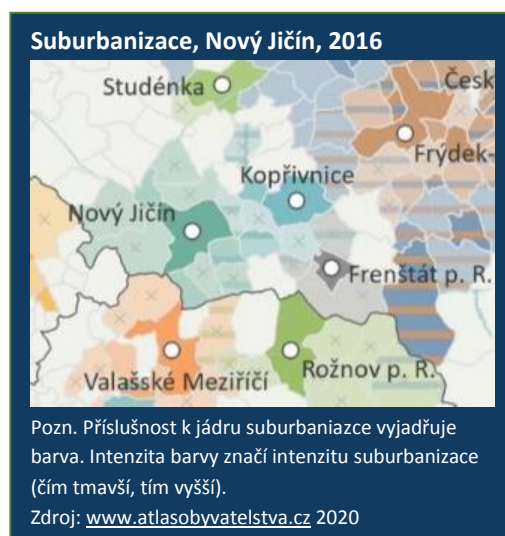 Suburbanizace, Nový Jičín, 2016
Studénka
Česk
Frýdek-
Kopřivnice
Nový Jičín
Frenštát p. R.
Rožnov p. R.
Valašské Meziříčí
Pozn. Příslušnost k jádru suburbaniazce vyjadřuje
barva. Intenzita barvy značí intenzitu suburbanizace
(čím tmavší, tím vyšší).
Zdroj: www.atlasobyvatelstva.cz 2020